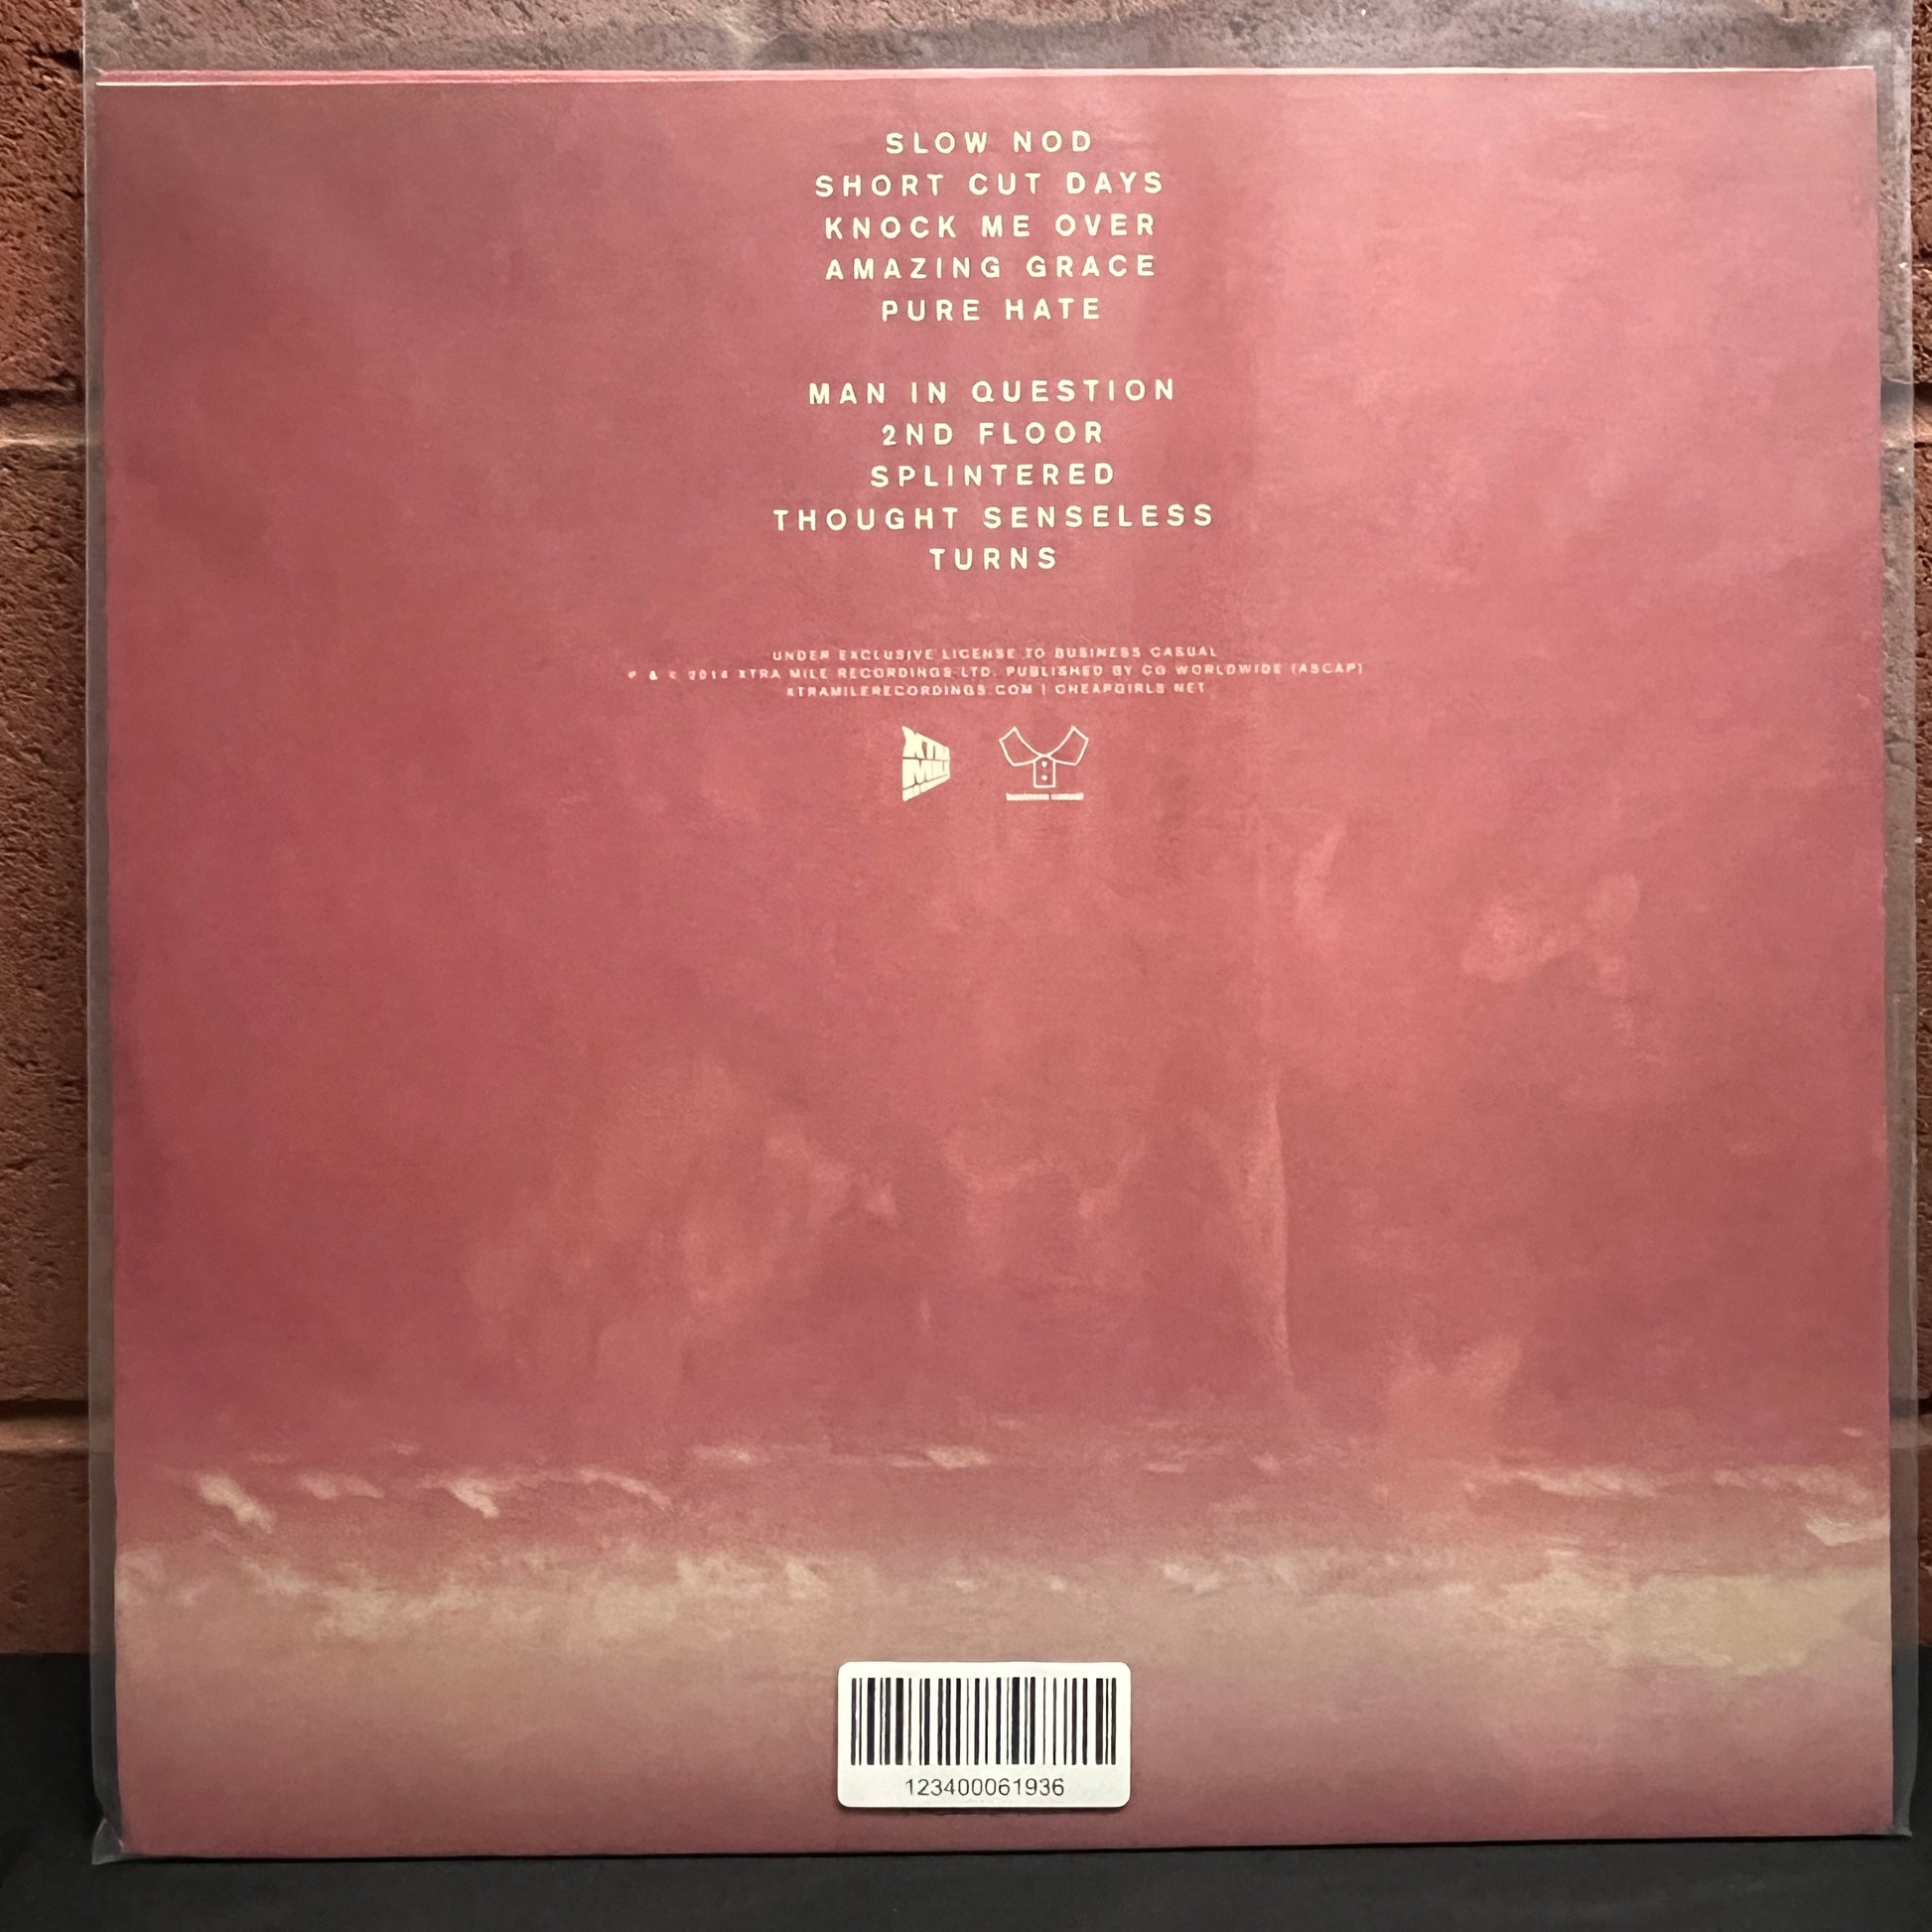 SLOW NOD
SHORT CUT DAYS
KNOCK ME OVER
AMAZING GRACE
PURE HATE
MAN IN QUESTION
2ND FLOOR
SPLINTERED
THOUGHT SENSELESS
TURNS
UNDER EXCLUSIVE LICENSE TO BUSINESS CASUAL
& XTRA MILE RECORDINGS LTD. PUBLISHED BY CG WORLDWIDE (ASCAP)
XTRAMILERECORDINGS.COM | CHEAPGIRLS.NET
XTRA
MILE
123400061936